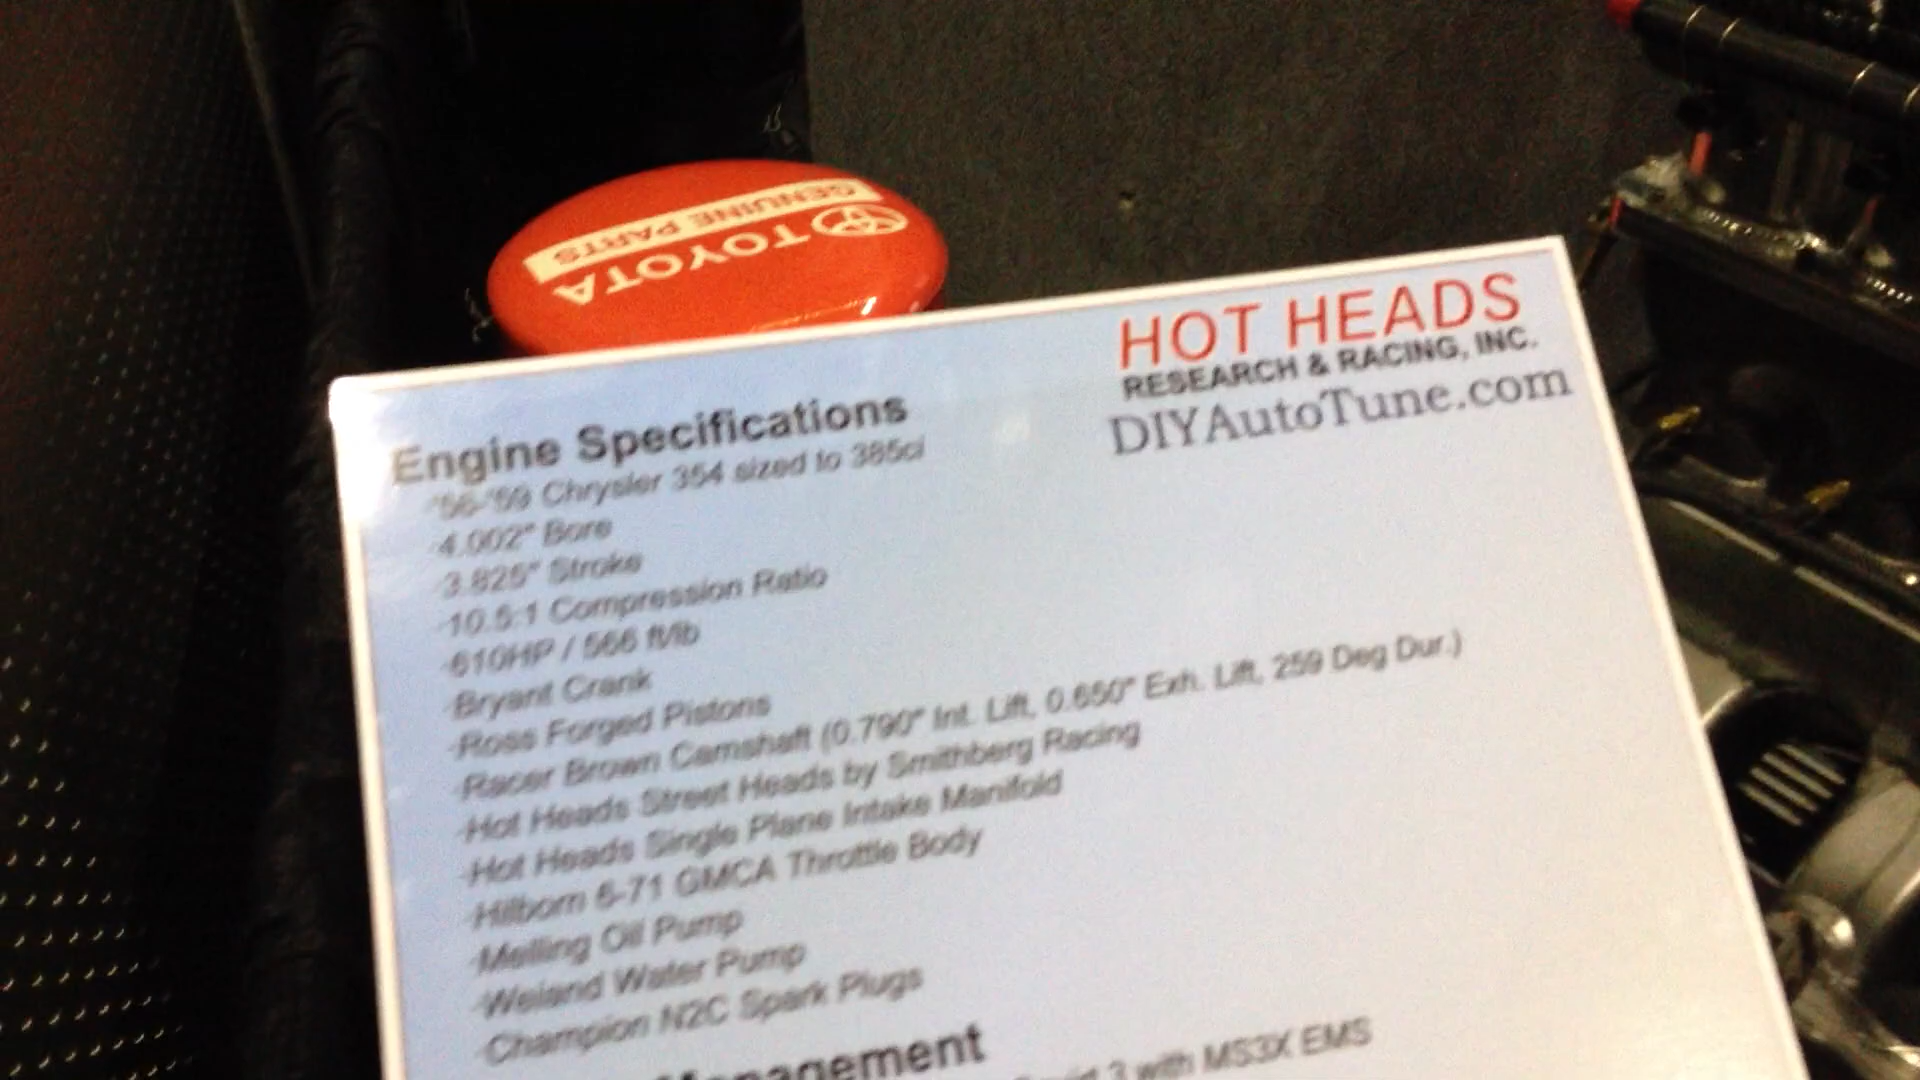 TOYOTA
GENUINE PARTS
HOT HEADS
RESEARCH & RACING, INC.
DIYAutoTune.com
Engine Specifications
-'56-'59 Chrysler 354 sized to 385ci
-4.002" Bore
-3.825" Stroke
-10.5:1 Compression Ratio
-610HP / 566 ft/lb
-Bryant Crank
-Ross Forged Pistons
-Racer Brown Camshaft (0.790" Int. Lift, 0.650" Exh. Lift, 259 Deg Dur.)
-Hot Heads Street Heads by Smithberg Racing
-Hot Heads Single Plane Intake Manifold
-Hilborn 6-71 GMCA Throttle Body
-Melling Oil Pump
-Weiand Water Pump
-Champion N2C Spark Plugs
Management
3 with MS3X EMS